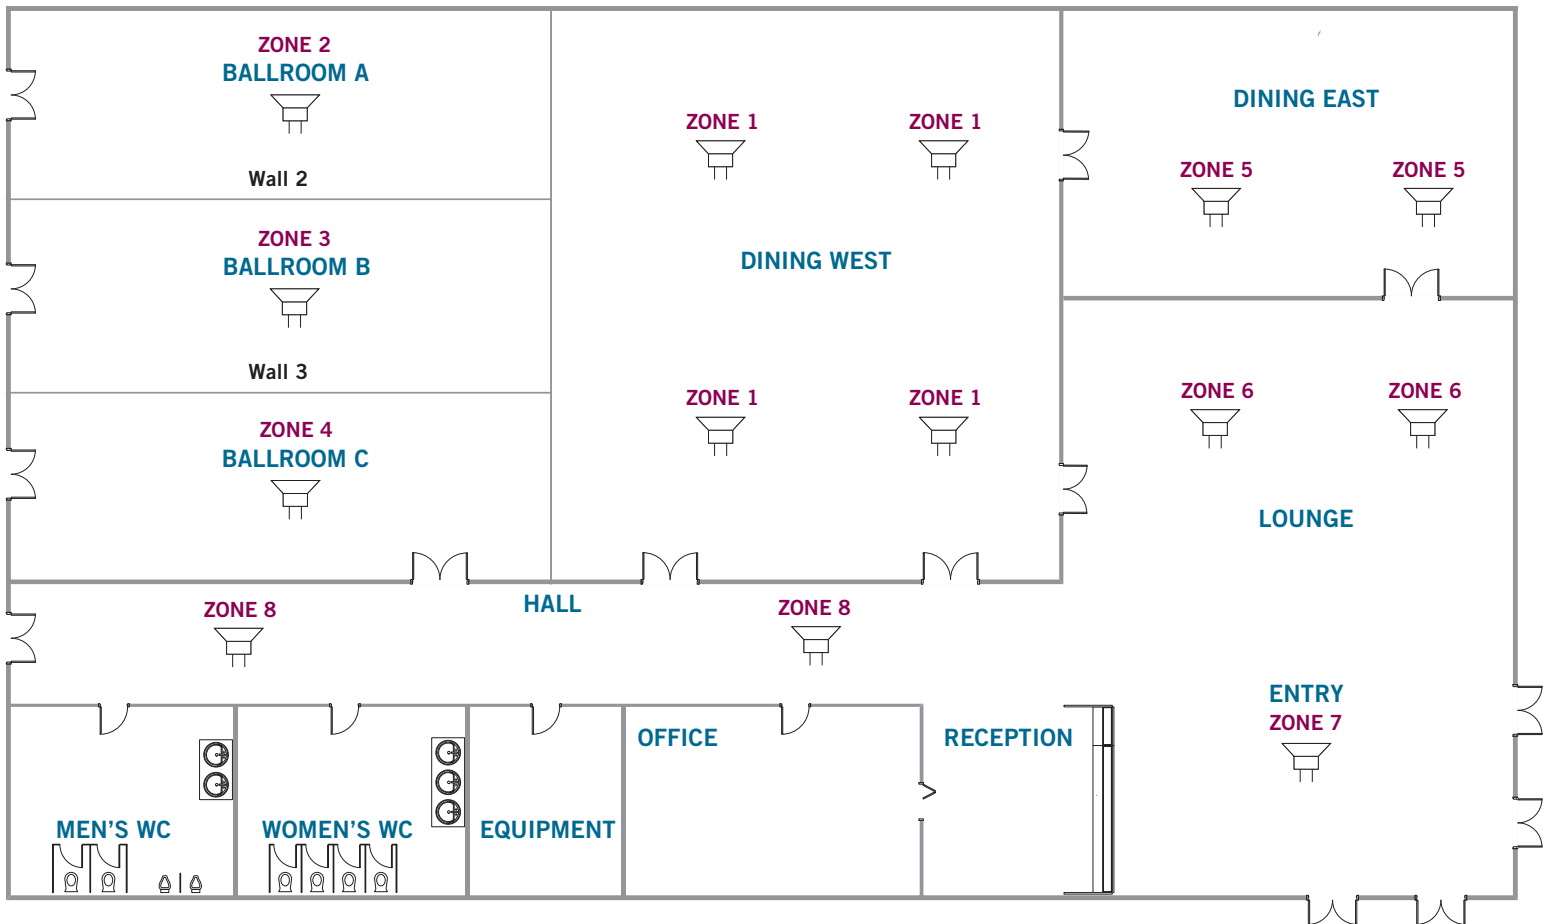 ZONE 2
BALLROOM A
Wall 2
ZONE 3
BALLROOM B
Wall 3
ZONE 4
BALLROOM C
ZONE 1
ZONE 1
DINING WEST
ZONE 1
ZONE 1
DINING EAST
ZONE 5
ZONE 5
ZONE 6
ZONE 6
LOUNGE
HALL
ZONE 8
ZONE 8
ENTRY
ZONE 7
OFFICE
RECEPTION
MEN'S WC
WOMEN'S WC
EQUIPMENT